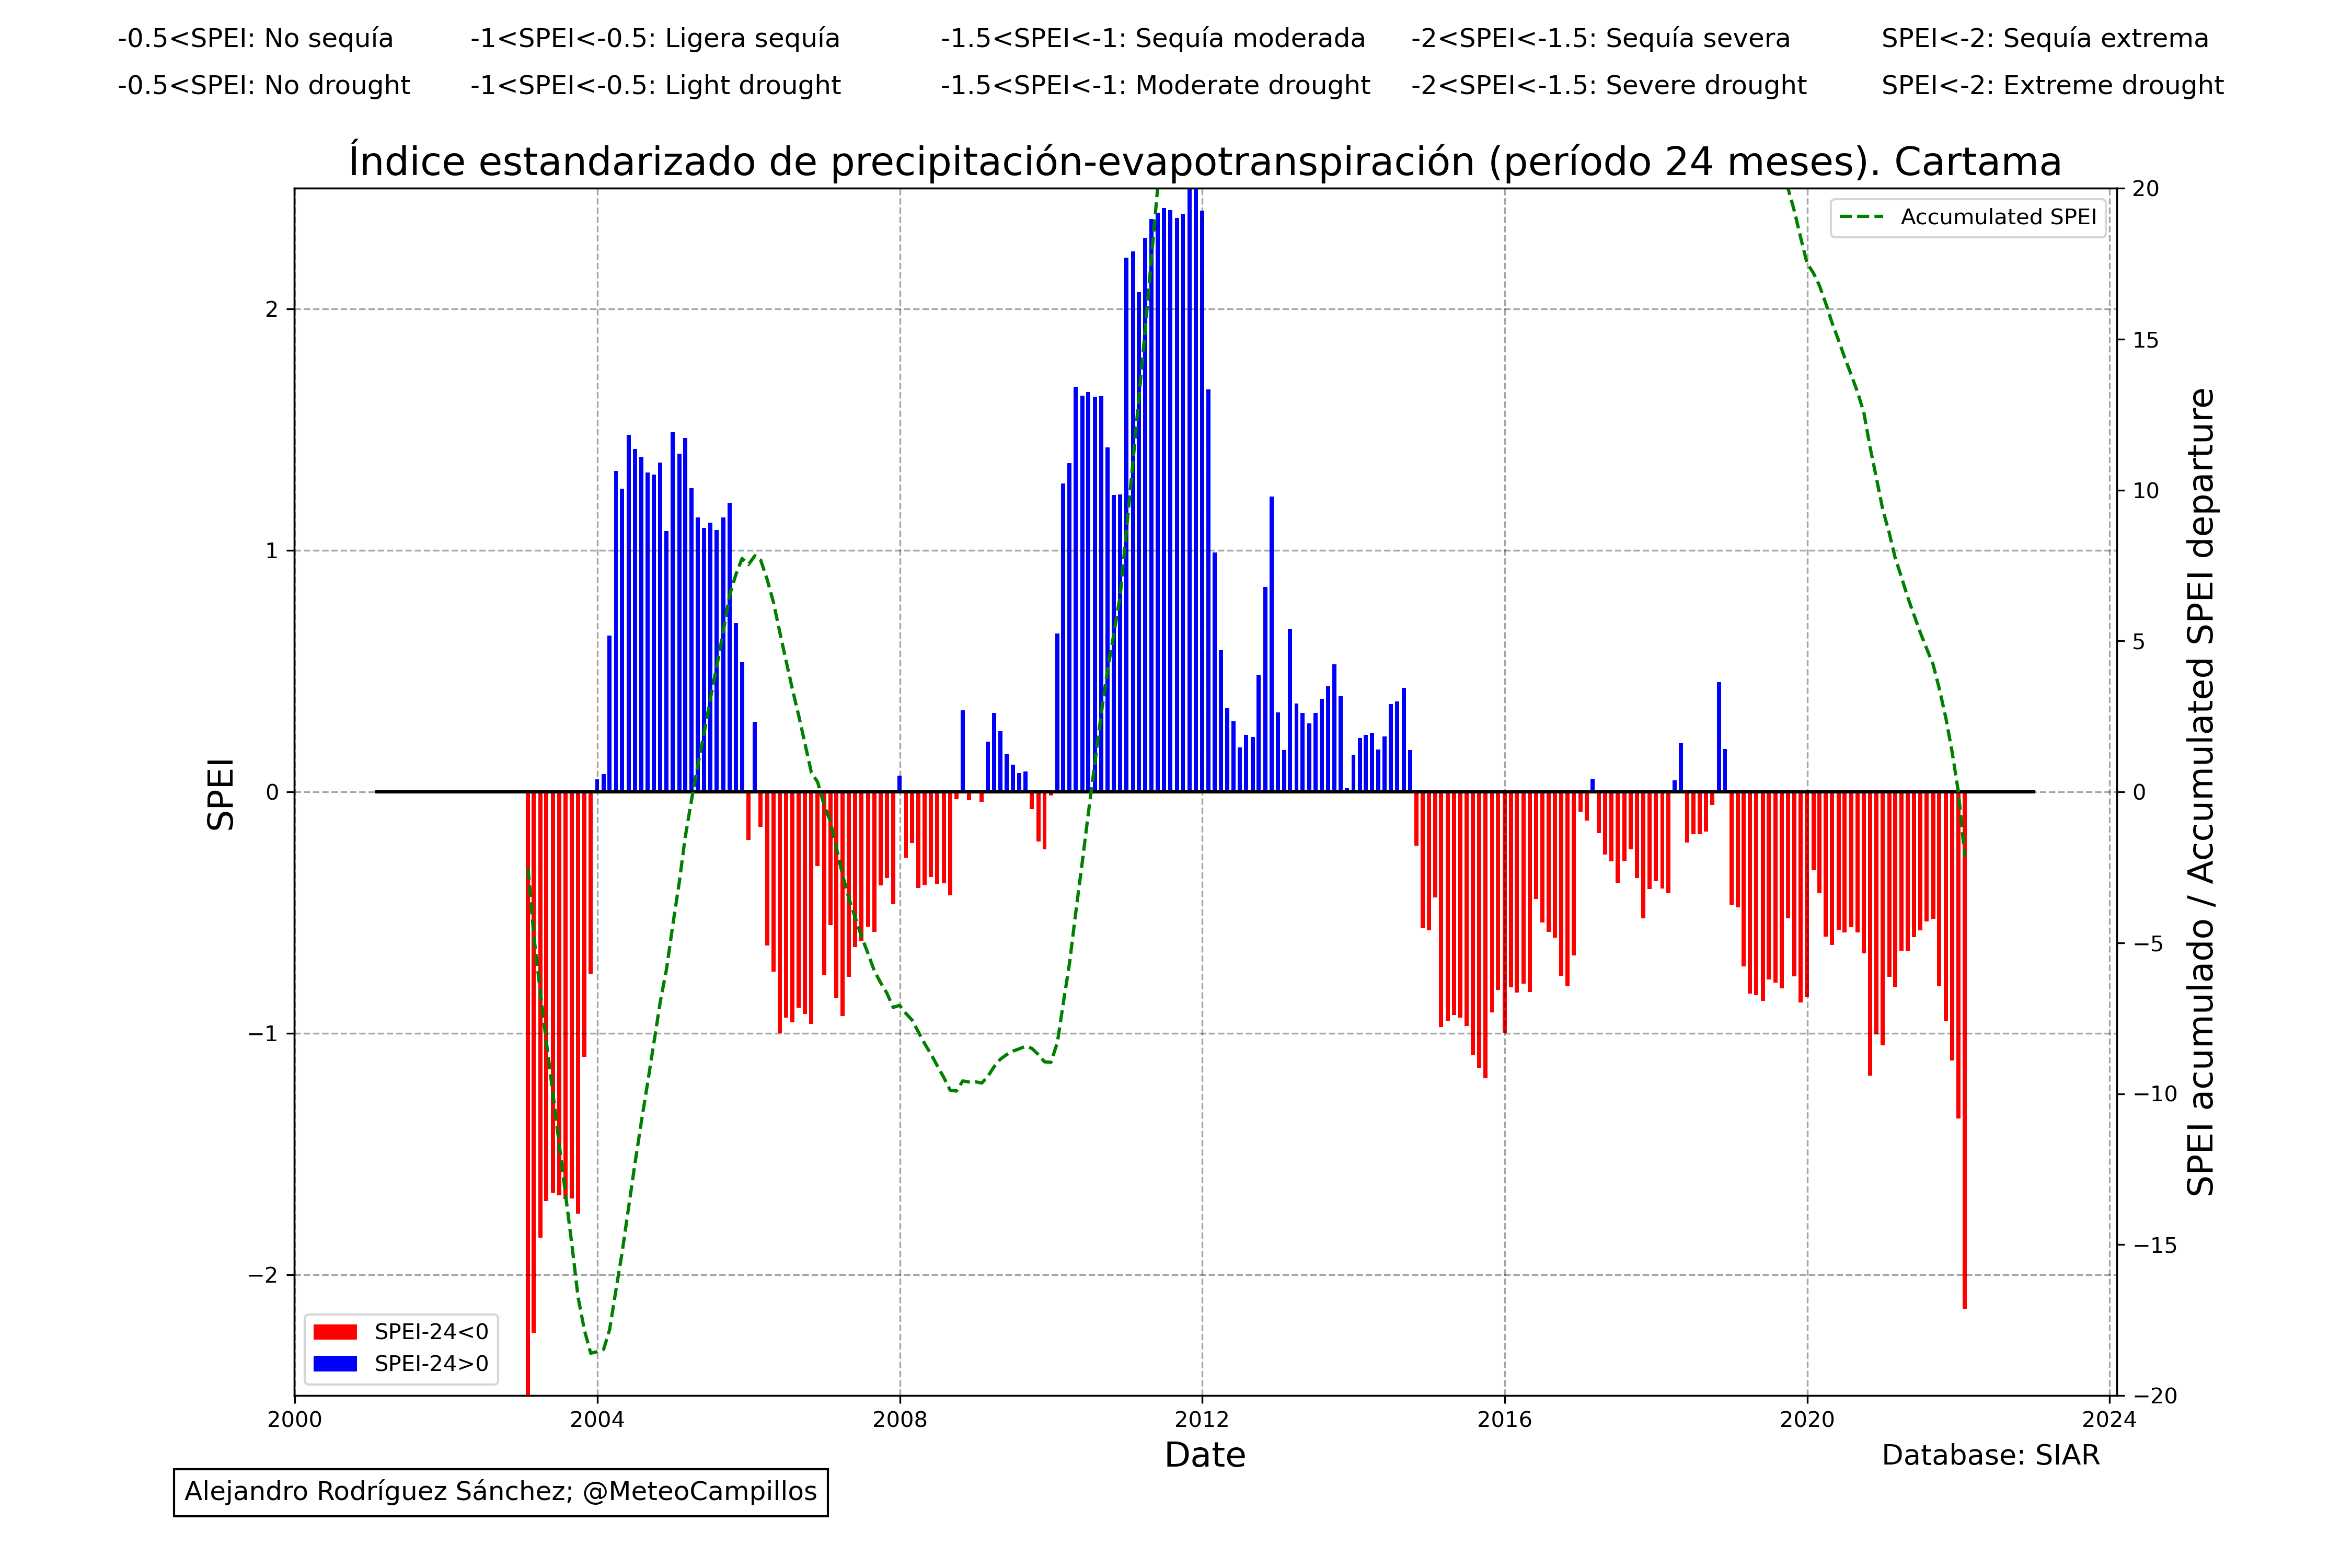 -0.5<SPEI: No sequía
-1<SPEI<-0.5: Ligera sequía
-1.5<SPEI<-1: Sequía moderada
-2<SPEI<-1.5: Sequía severa
SPEI<-2: Sequía extrema
-0.5<SPEI: No drought
-1<SPEI<-0.5: Light drought
-1.5<SPEI<-1: Moderate drought
-2<SPEI<-1.5: Severe drought
SPEI<-2: Extreme drought
Índice estandarizado de precipitación-evapotranspiración (período 24 meses). Cartama
SPEI
2
1
0
−1
−2
Accumulated SPEI
20
15
10
5
0
−5
−10
−15
−20
SPEI acumulado / Accumulated SPEI departure
SPEI-24<0
SPEI-24>0
2000
2004
2008
2012
2016
2020
2024
Date
Database: SIAR
Alejandro Rodríguez Sánchez; @MeteoCampillos